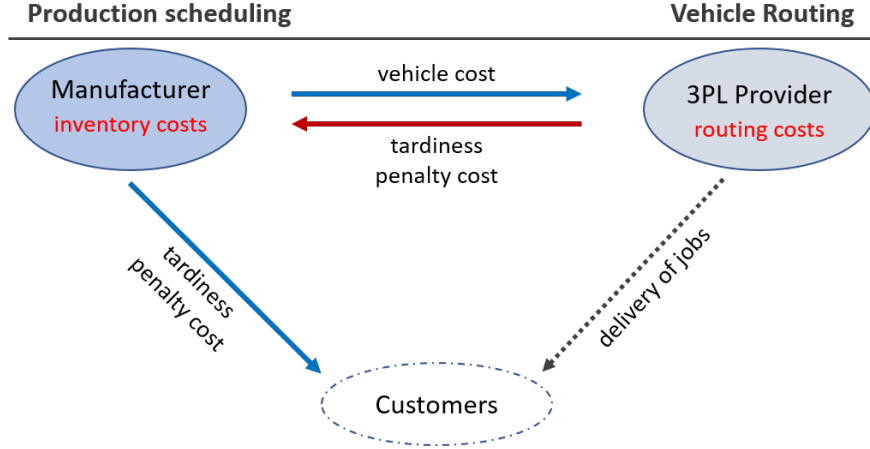 Production scheduling
Vehicle Routing
Manufacturer
inventory costs
vehicle cost
tardiness
penalty cost
3PL Provider
routing costs
tardiness
penalty cost
delivery of jobs
Customers